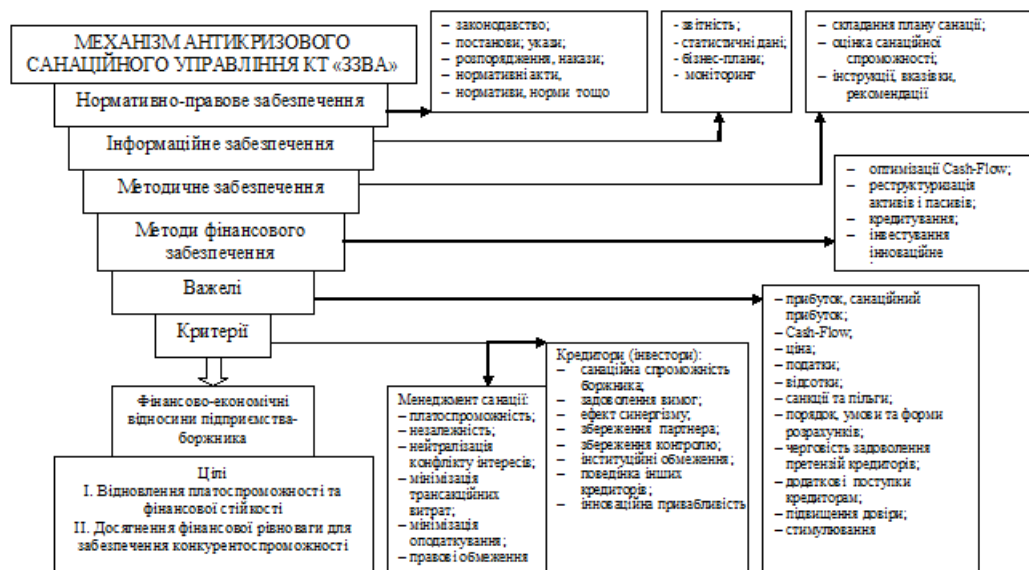 МЕХАНІЗМ АНТИКРИЗОВОГО
САНАЦІЙНОГО УПРАВЛІННЯ КТ «ЗЗВА»
Нормативно-правове забезпечення
Інформаційне забезпечення
Методичне забезпечення
Методи фінансового
забезпечення
Важелі
Критерії
Фінансово-економічні
відносини підприємства-
боржника
Цілі
І. Відновлення платоспроможності та
фінансової стійкості
ІІ. Досягнення фінансової рівноваги для
забезпечення конкурентоспроможності
– законодавство;
– постанови, укази;
– розпорядження, накази;
– нормативні акти,
– нормативи, норми тощо
- звітність;
- статистичні дані;
- бізнес-плани;
- моніторинг
– складання плану санації;
– оцінка санаційної
спроможності;
– інструкції, вказівки,
рекомендації
– оптимізації Cash-Flow;
– реструктуризація
активів і пасивів;
– кредитування;
– інвестування
інноваційне
Менеджмент санації:
– платоспроможність;
– незалежність;
– нейтралізація
конфлікту інтересів;
– мінімізація
трансакційних
витрат;
– мінімізація
оподаткування;
– правові обмеження
Кредитори (інвестори):
– санаційна спроможність
боржника;
– задоволення вимог;
– ефект синергізму;
– збереження партнера;
– збереження контролю;
– інституційні обмеження;
– поведінка інших
кредиторів;
– інноваційна привабливість
– прибуток, санаційний
прибуток;
– Cash-Flow;
– ціна;
– податки;
– відсотки;
– санкції та пільги;
– порядок, умови та форми
розрахунків;
– черговість задоволення
претензій кредиторів;
– додаткові поступки
кредиторам;
– підвищення довіри;
– стимулювання